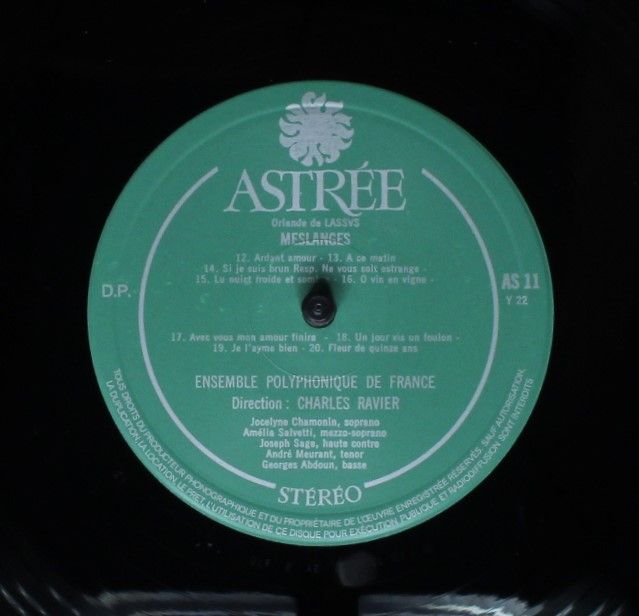 ASTRÉE
Orlande de LASSVS
MESLANGES
12. Ardant amour - 13. A ce matin
14. Si je suis brun Resp. Ne vous soit estrange -
15. La nuict froide et sombre - 16. O vin en vigne -
D.P.
AS 11
Y 22
17. Avec vous mon amour finira - 18. Un jour vis un foulon -
19. Je l'ayme bien - 20. Fleur de quinze ans
ENSEMBLE POLYPHONIQUE DE FRANCE
Direction : CHARLES RAVIER
Jocelyne Chamonin, soprano
Amélia Salvetti, mezzo-soprano
Joseph Sage, haute contre
André Meurant, tenor
Georges Abdoun, basse
STÉRÉO
TOUS DROITS DU PRODUCTEUR PHONOGRAPHIQUE ET DU PROPRIÉTAIRE DE L'ŒUVRE ENREGISTRÉE RÉSERVÉS. SAUF AUTORISATION,
LA DUPLICATION, LA LOCATION, LE PRET, L'UTILISATION DE CE DISQUE POUR EXÉCUTION PUBLIQUE ET RADIODIFFUSION SONT INTERDITS